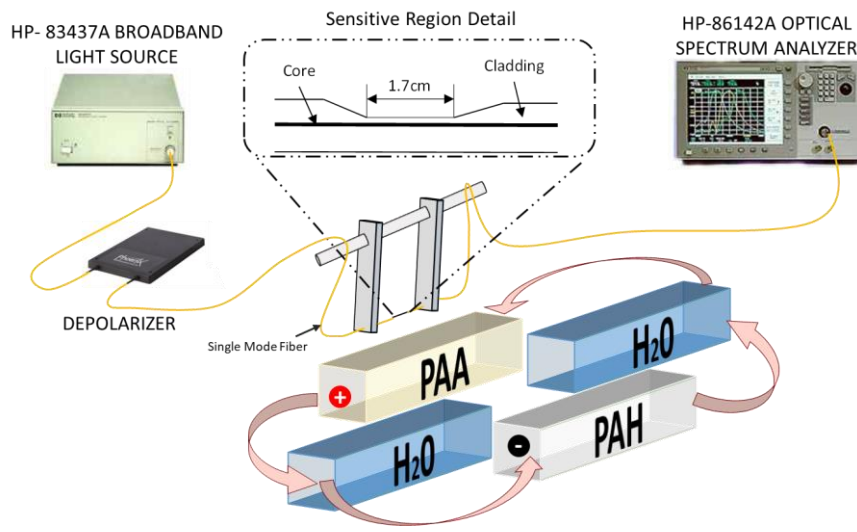 Sensitive Region Detail
HP- 83437A BROADBAND
LIGHT SOURCE
HP-86142A OPTICAL
SPECTRUM ANALYZER
Core
1.7cm
Cladding
DEPOLARIZER
Single Mode Fiber
PAA
H₂O
+
H₂O
-
PAH